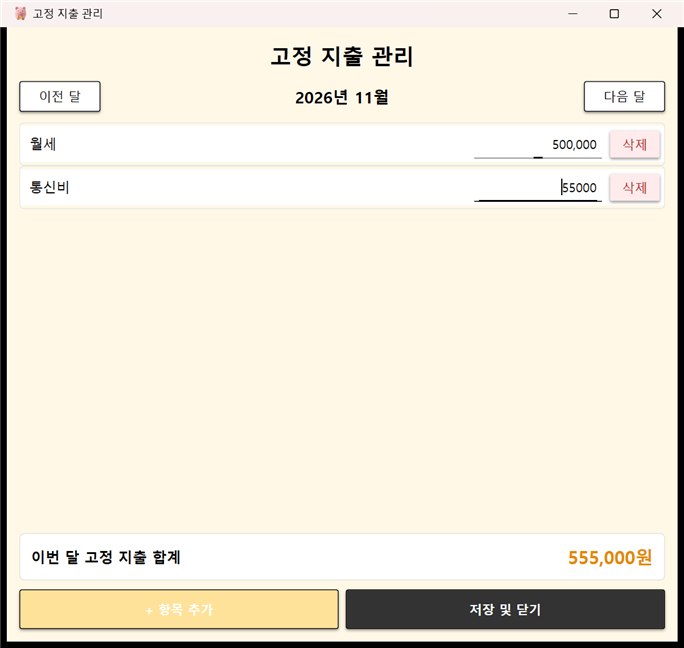 고정 지출 관리
고정 지출 관리
이전 달 2026년 11월 다음 달
월세 500,000 삭제
통신비 55000 삭제
이번 달 고정 지출 합계 555,000원
+ 항목 추가 저장 및 닫기